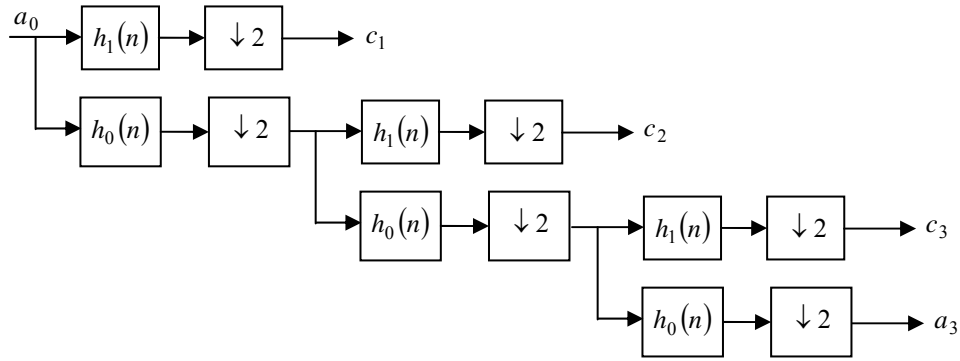 a₀ h₁(n) ↓2 c₁
h₀(n) ↓2 h₁(n) ↓2 c₂
h₀(n) ↓2 h₁(n) ↓2 c₃
h₀(n) ↓2 a₃